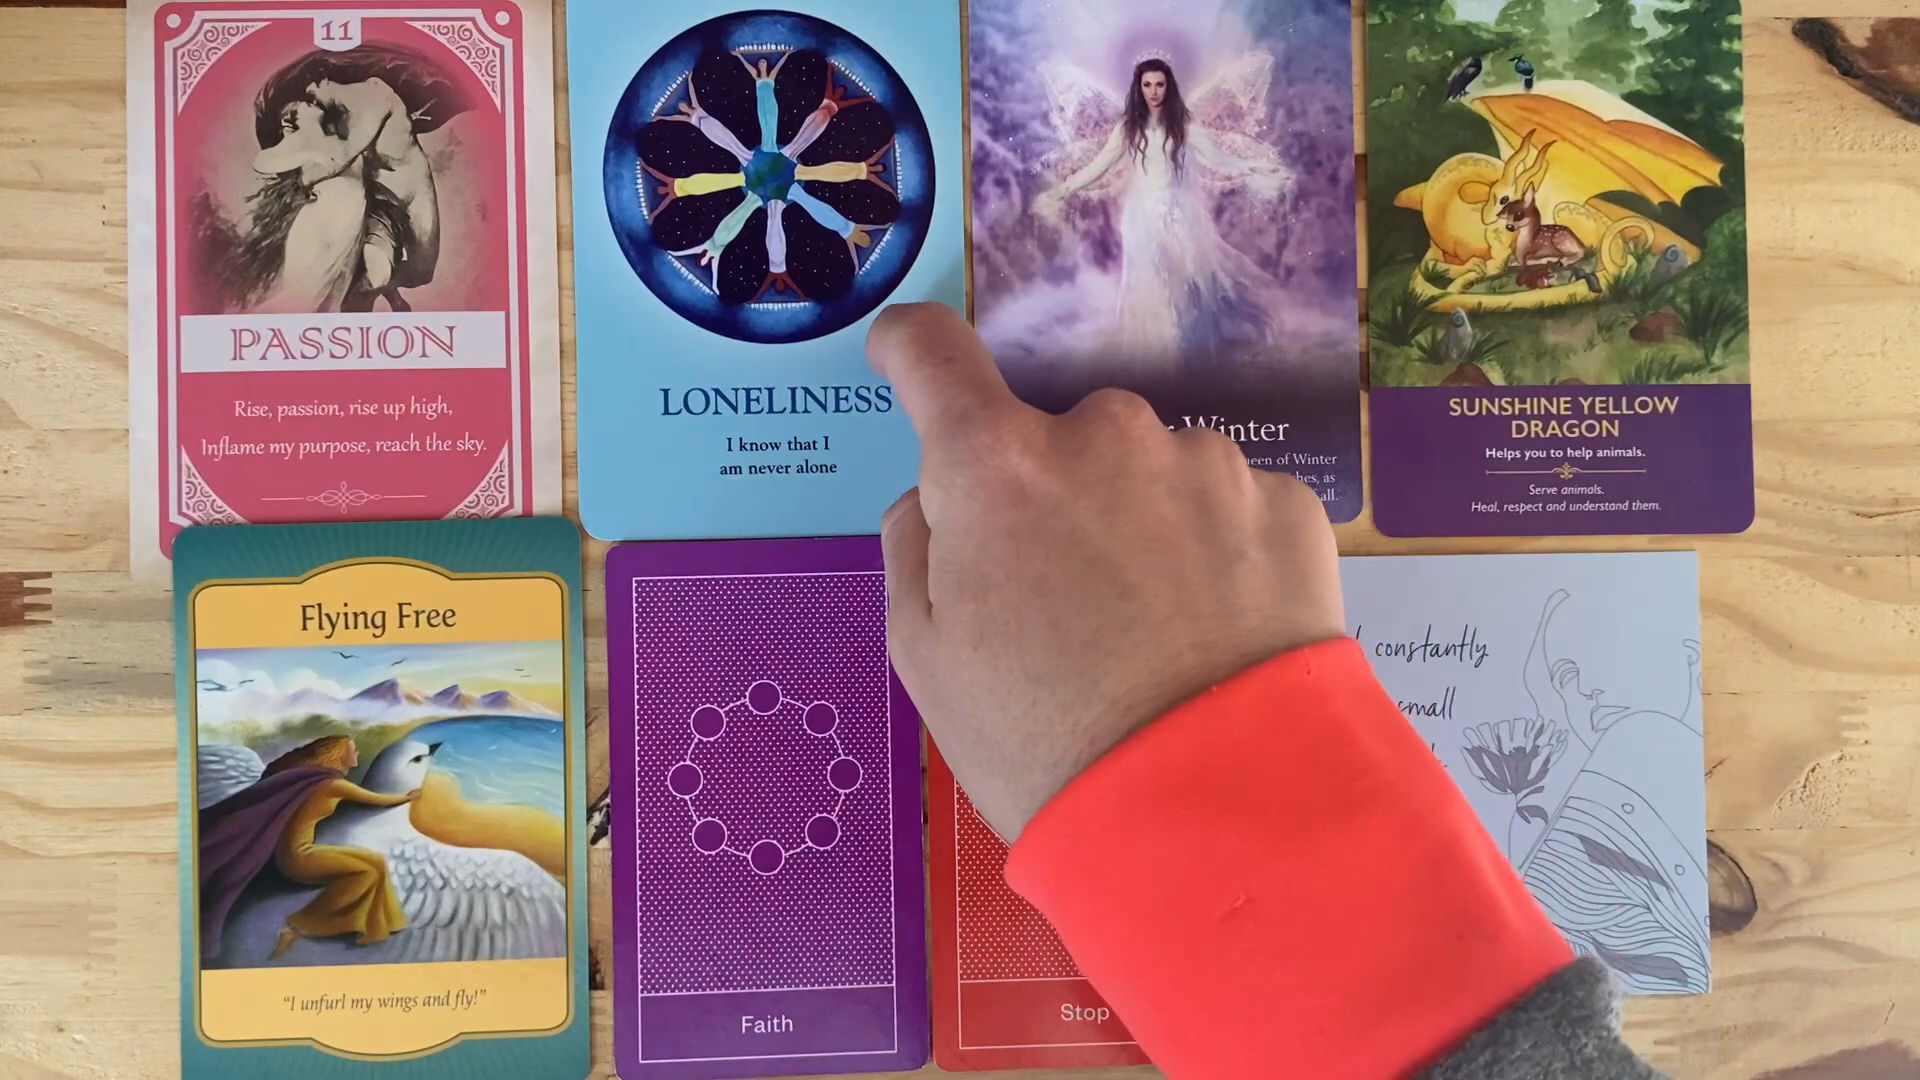 11
PASSION
Rise, passion, rise up high,
Inflame my purpose, reach the sky.
LONELINESS
I know that I
am never alone
Winter
ueen of Winter
hes, as
all.
SUNSHINE YELLOW
DRAGON
Helps you to help animals.
Serve animals.
Heal, respect and understand them.
Flying Free
"I unfurl my wings and fly!"
Faith
Stop
constantly
small